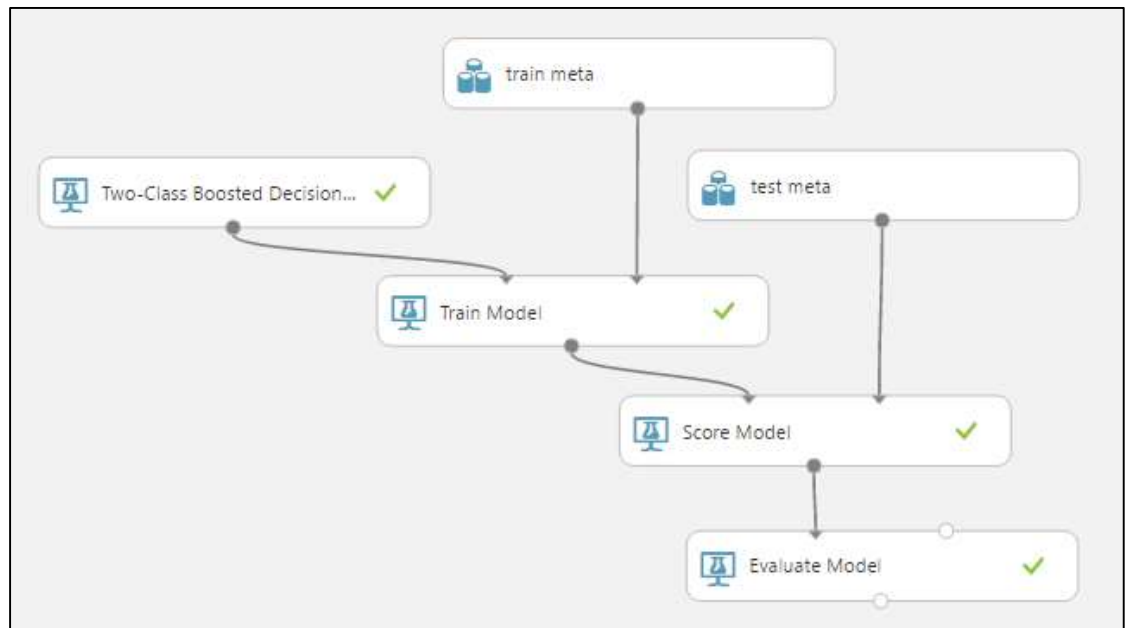 train meta
Two-Class Boosted Decision...
test meta
Train Model
Score Model
Evaluate Model